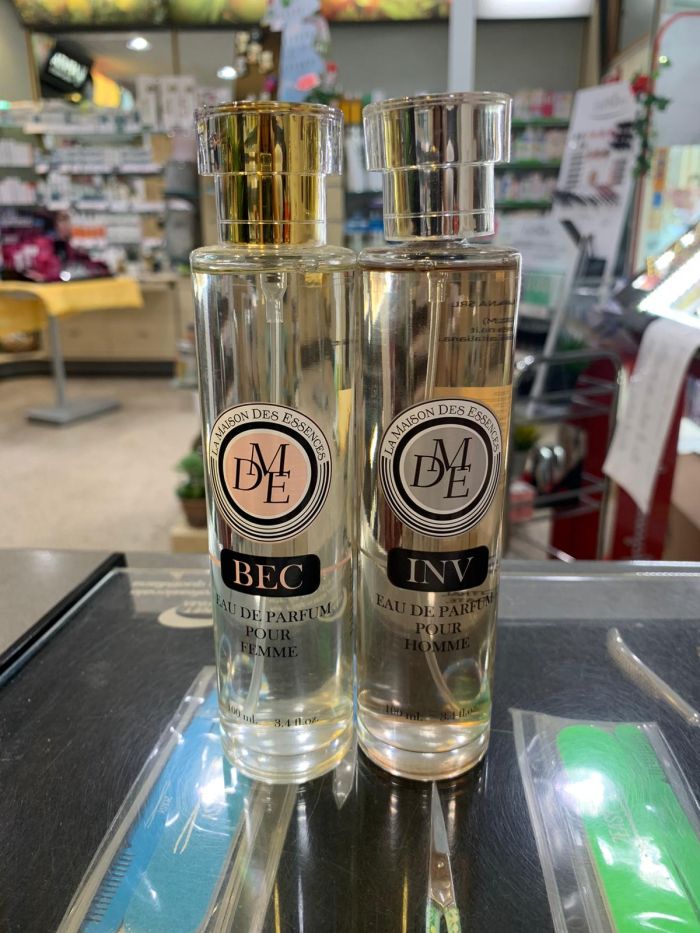 LA MAISON DES ESSENCES
DME
BEC
EAU DE PARFUM
POUR
FEMME
100 ml. 3.4 fl.oz.
LA MAISON DES ESSENCES
DME
INV
EAU DE PARFUM
POUR
HOMME
100 ml. 3.4 fl.oz.